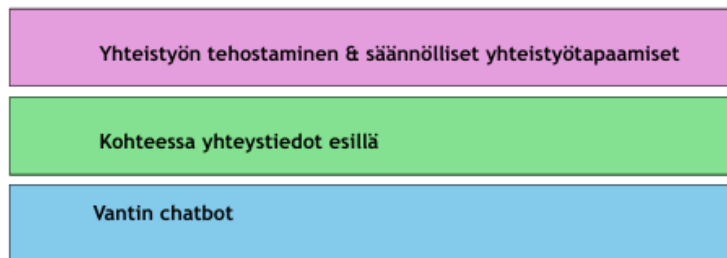 Yhteistyön tehostaminen & säännölliset yhteistyötapaamiset
Kohteessa yhteystiedot esillä
Vantin chatbot